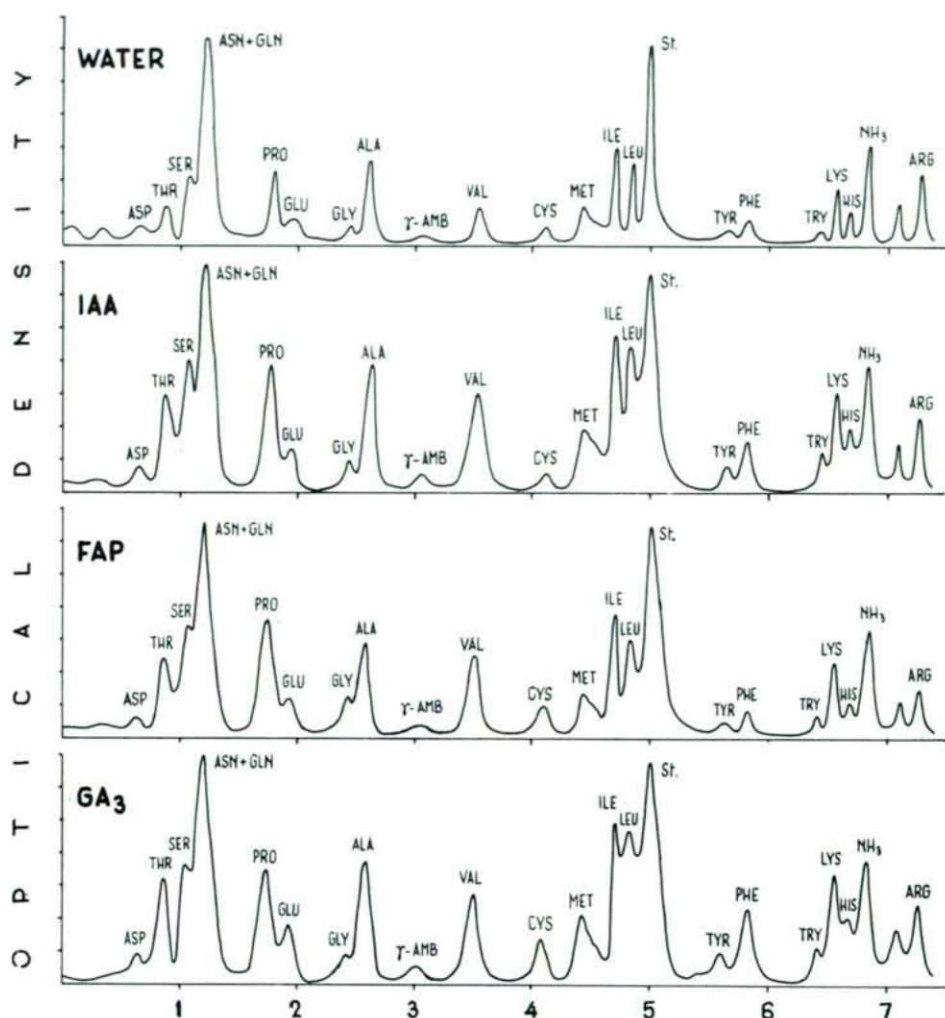 OPTICAL DENSITY
WATER
ASP
THR
SER
ASN+GLN
PRO
GLU
GLY
ALA
γ-AMB
VAL
CYS
MET
ILE
LEU
St.
TYR
PHE
TRY
LYS
HIS
NH₃
ARG
IAA
ASP
THR
SER
ASN+GLN
PRO
GLU
GLY
ALA
γ-AMB
VAL
CYS
MET
ILE
LEU
St.
TYR
PHE
TRY
LYS
HIS
NH₃
ARG
FAP
ASP
THR
SER
ASN+GLN
PRO
GLU
GLY
ALA
γ-AMB
VAL
CYS
MET
ILE
LEU
St.
TYR
PHE
TRY
LYS
HIS
NH₃
ARG
GA₃
ASP
THR
SER
ASN+GLN
PRO
GLU
GLY
ALA
γ-AMB
VAL
CYS
MET
ILE
LEU
St.
TYR
PHE
TRY
LYS
HIS
NH₃
ARG
1 2 3 4 5 6 7